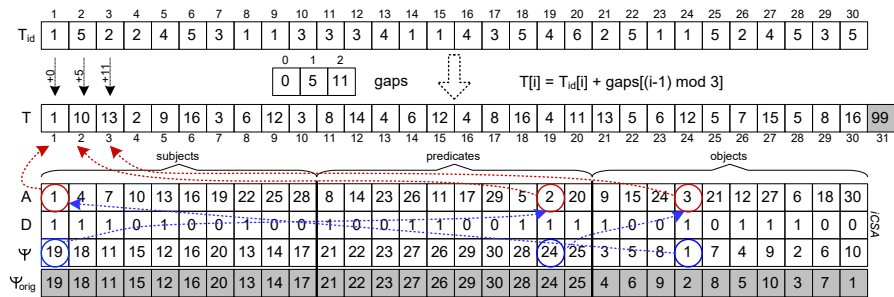 1 2 3 4 5 6 7 8 9 10 11 12 13 14 15 16 17 18 19 20 21 22 23 24 25 26 27 28 29 30
Tid 1 5 2 2 4 5 3 1 1 3 3 3 4 1 1 4 3 5 4 6 2 5 1 1 5 2 4 5 3 5
+0 +5 +11
0 1 2
0 5 11 gaps T[i] = Tid[i] + gaps[(i-1) mod 3]
T 1 10 13 2 9 16 3 6 12 3 8 14 4 6 12 4 8 16 4 11 13 5 6 12 5 7 15 5 8 16 99
1 2 3 4 5 6 7 8 9 10 11 12 13 14 15 16 17 18 19 20 21 22 23 24 25 26 27 28 29 30 31
subjects predicates objects
A 1 4 7 10 13 16 19 22 25 28 8 14 23 26 11 17 29 5 2 20 9 15 24 3 21 12 27 6 18 30
D 1 1 1 0 1 0 0 1 0 0 1 0 0 1 1 0 0 1 1 1 1 0 0 1 0 1 1 1 0 0
iCSA
Ψ 19 18 11 15 12 16 20 13 14 17 21 22 23 27 26 29 30 28 24 25 3 5 8 1 7 4 9 2 6 10
Ψorig 19 18 11 15 12 16 20 13 14 17 21 22 23 27 26 29 30 28 24 25 4 6 9 2 8 5 10 3 7 1